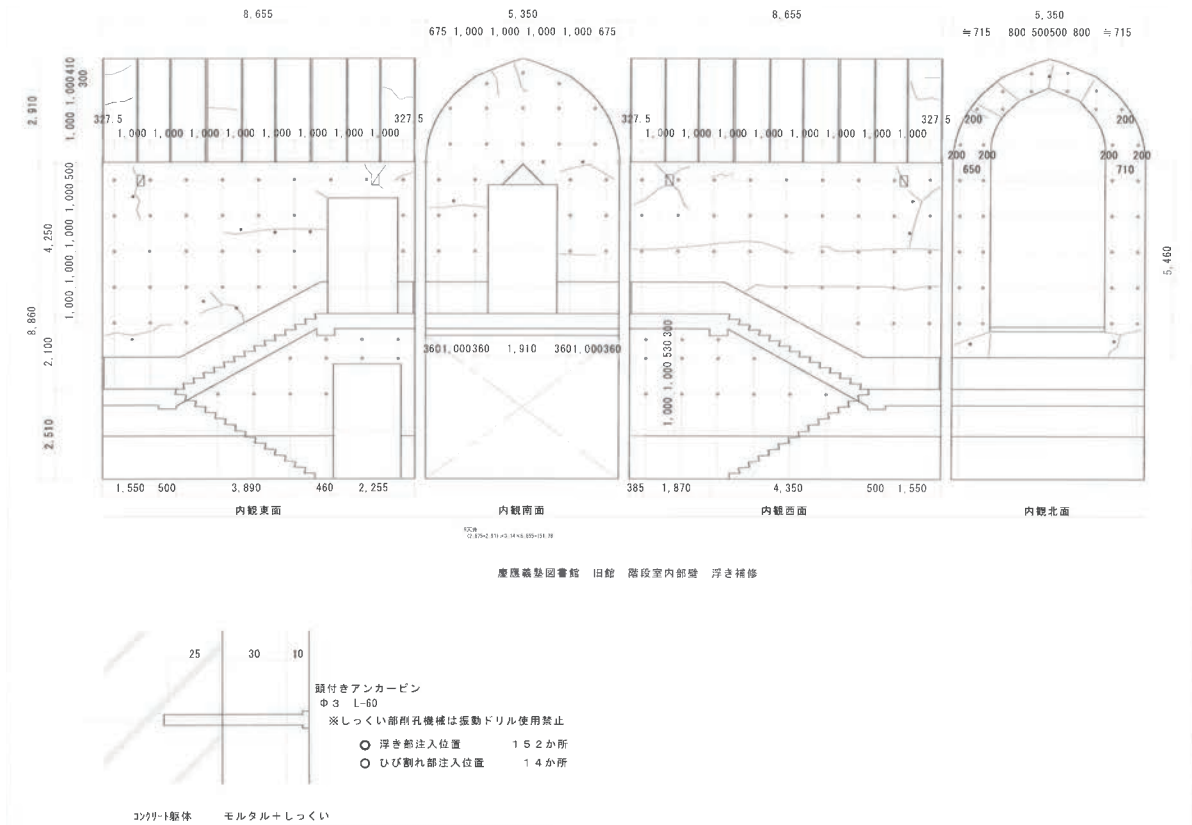 8,655
5,350
8,655
5,350
675 1,000 1,000 1,000 1,000 675
≒715 800 500500 800 ≒715
2,910
1,000 1,000410
300
327.5 327.5
1,000 1,000 1,000 1,000 1,000 1,000 1,000 1,000
327.5 327.5
1,000 1,000 1,000 1,000 1,000 1,000 1,000 1,000
200 200
200 200 200 200
650 710
4,250
1,000 1,000 1,000 1,000 500
8,860
2,100
2,510
5,460
3601,000360 1,910 3601,000360
1,000 1,000 530 300
1,550 500 3,890 460 2,255
385 1,870 4,350 500 1,550
内観東面
内観南面
内観西面
内観北面
慶應義塾図書館 旧館 階段室内部壁 浮き補修
25 30 10
頭付きアンカーピン
Φ3 L-60
※しっくい部削孔機械は振動ドリル使用禁止
○ 浮き部注入位置 152か所
○ ひび割れ部注入位置 14か所
コンクリート躯体 モルタル+しっくい